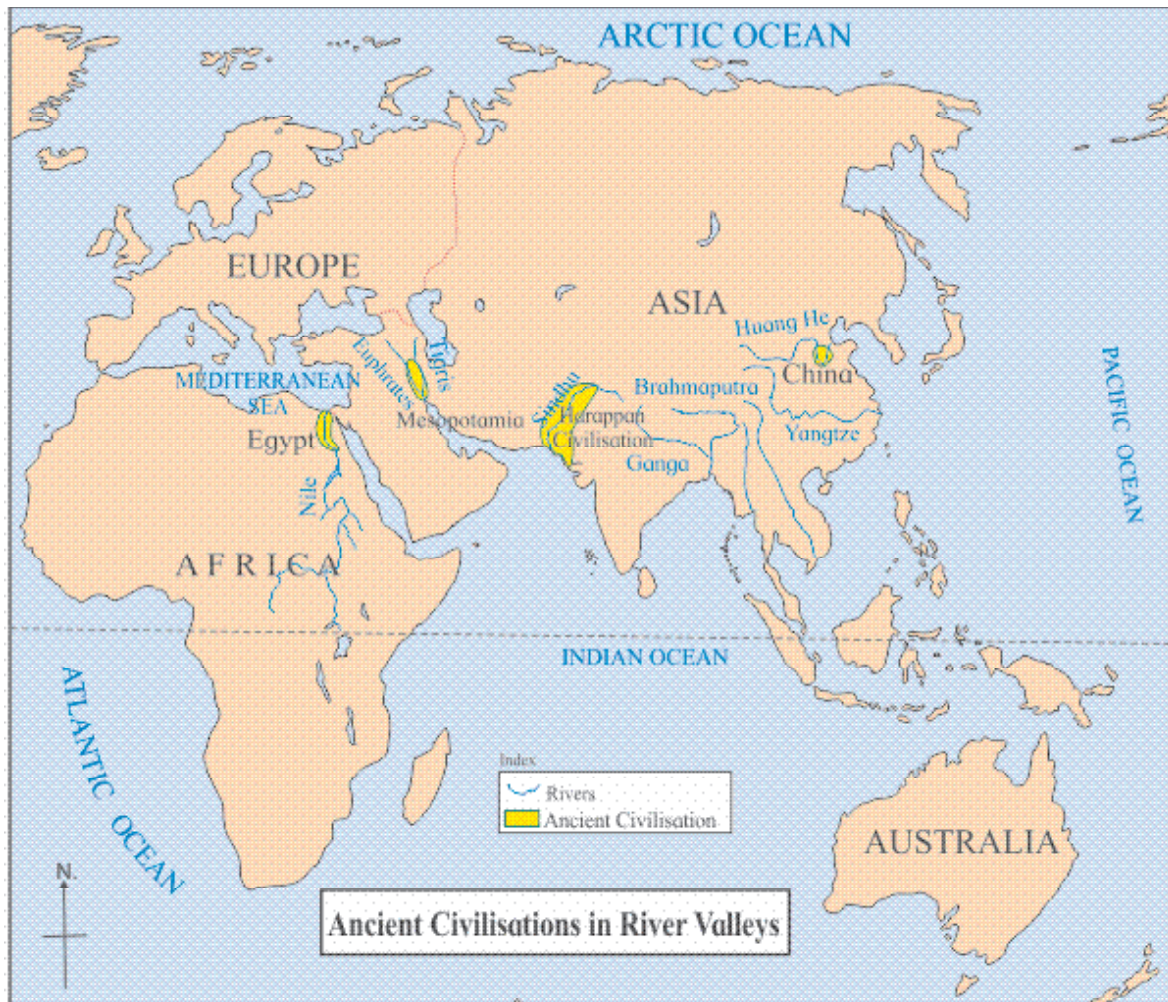 ARCTIC OCEAN
EUROPE
ASIA
Huang He
China
Tigris
Euphrates
MEDITERRANEAN
SEA
Mesopotamia
Sindhu
Harappan
Civilisation
Brahmaputra
Yangtze
Ganga
Egypt
Nile
AFRICA
PACIFIC OCEAN
INDIAN OCEAN
ATLANTIC OCEAN
Index
Rivers
Ancient Civilisation
AUSTRALIA
N.
Ancient Civilisations in River Valleys